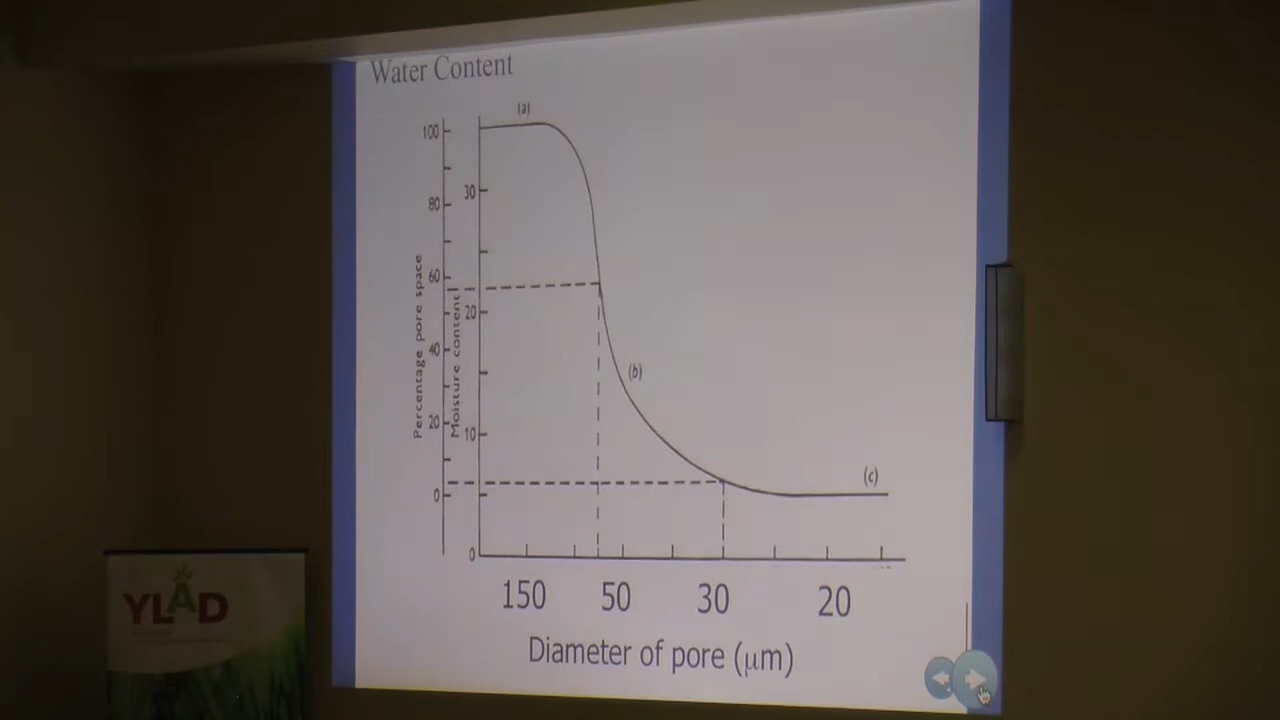 Water Content
(a)
100
80
60
40
20
0
30
20
10
0
Percentage pore space
Moisture content
(b)
(c)
150 50 30 20
Diameter of pore (μm)
YLAD